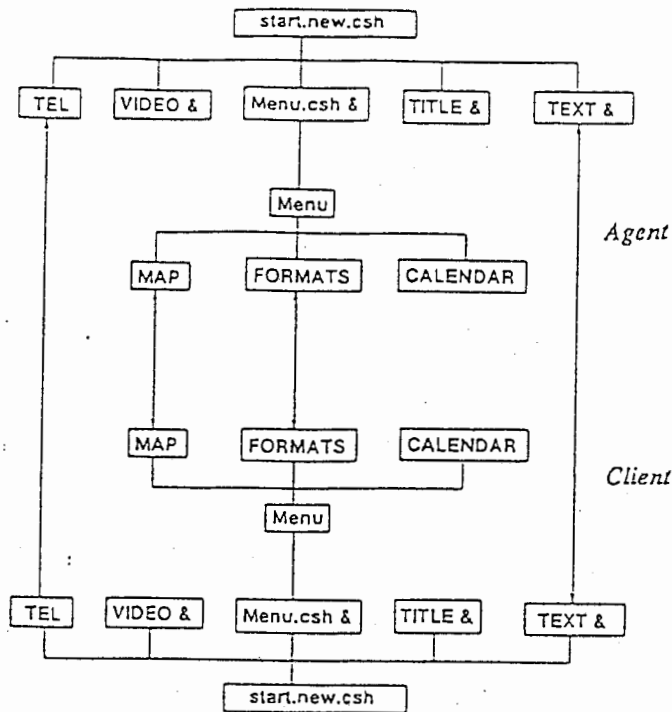 start.new.csh
TEL VIDEO & Menu.csh & TITLE & TEXT &
Menu
Agent
MAP FORMATS CALENDAR
MAP FORMATS CALENDAR
Client
Menu
TEL VIDEO & Menu.csh & TITLE & TEXT &
start.new.csh